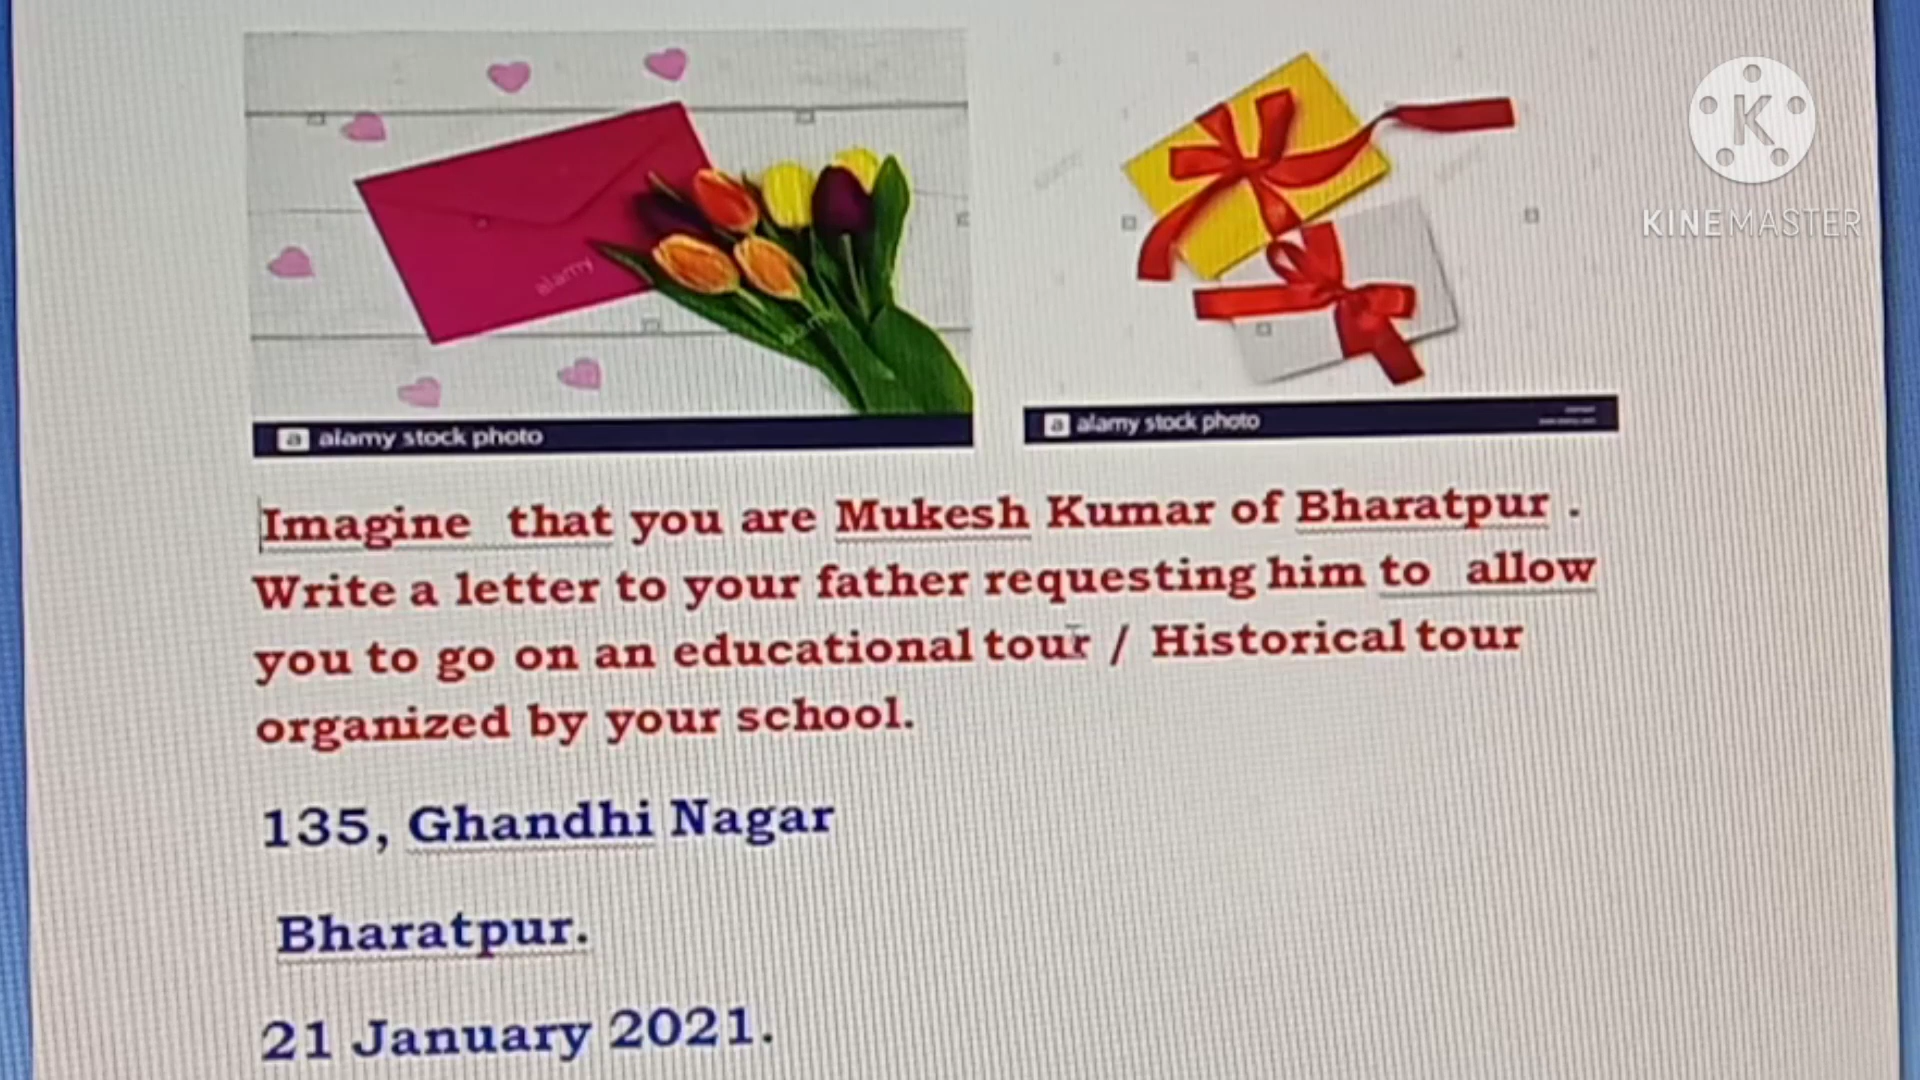 KINEMASTER
alamy
alamy
a alamy stock photo
a alamy stock photo
Imagine that you are Mukesh Kumar of Bharatpur .
Write a letter to your father requesting him to allow
you to go on an educational tour / Historical tour
organized by your school.
135, Ghandhi Nagar
Bharatpur.
21 January 2021.